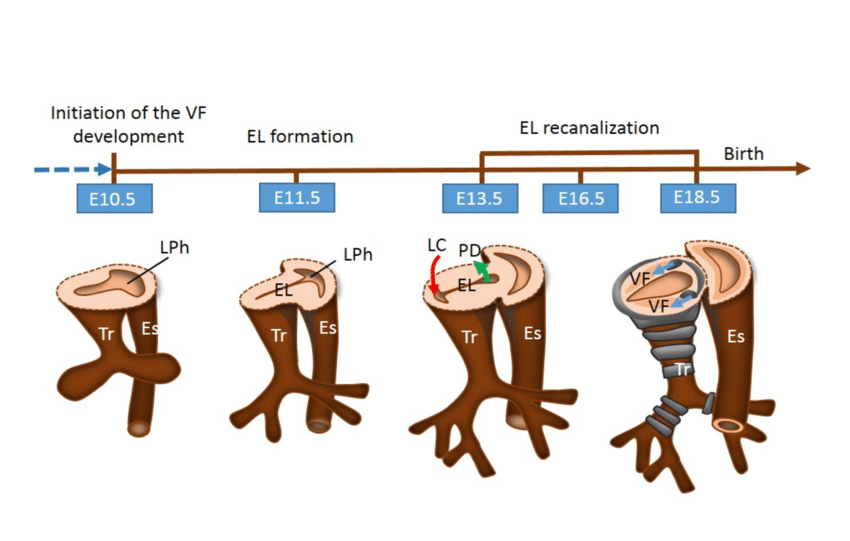 Initiation of the VF
development
EL formation
EL recanalization
Birth
E10.5
E11.5
E13.5
E16.5
E18.5
LPh
Tr
Es
LPh
EL
Tr
Es
LC
PD
EL
Tr
Es
VF
VF
Tr
Es